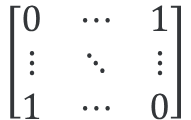 0 ⋯ 1
⋮ ⋱ ⋮
1 ⋯ 0